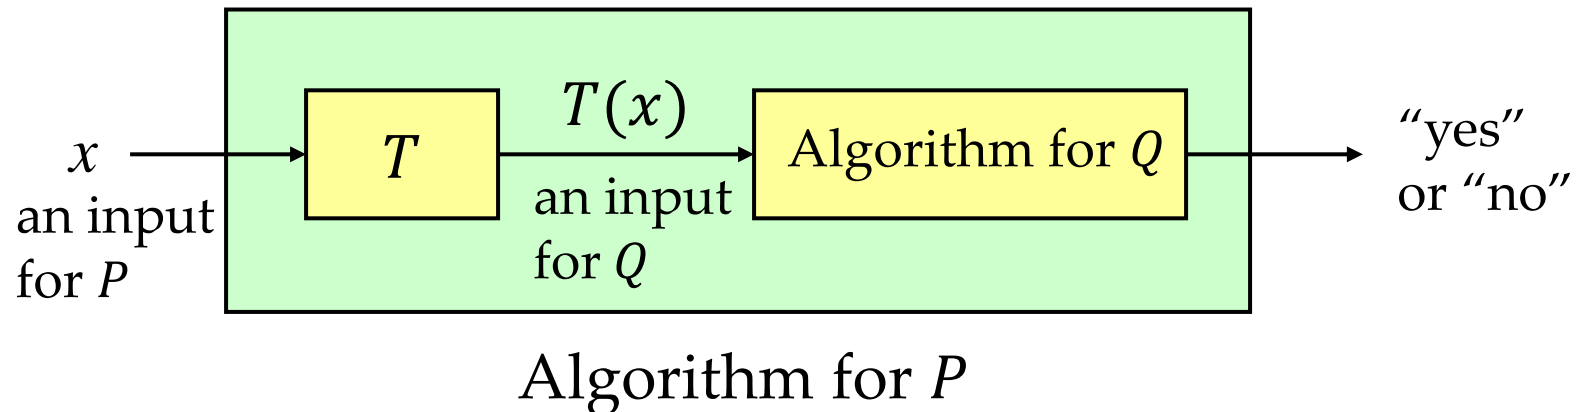 x
an input
for P
T
T(x)
an input
for Q
Algorithm for Q
“yes”
or “no”
Algorithm for P